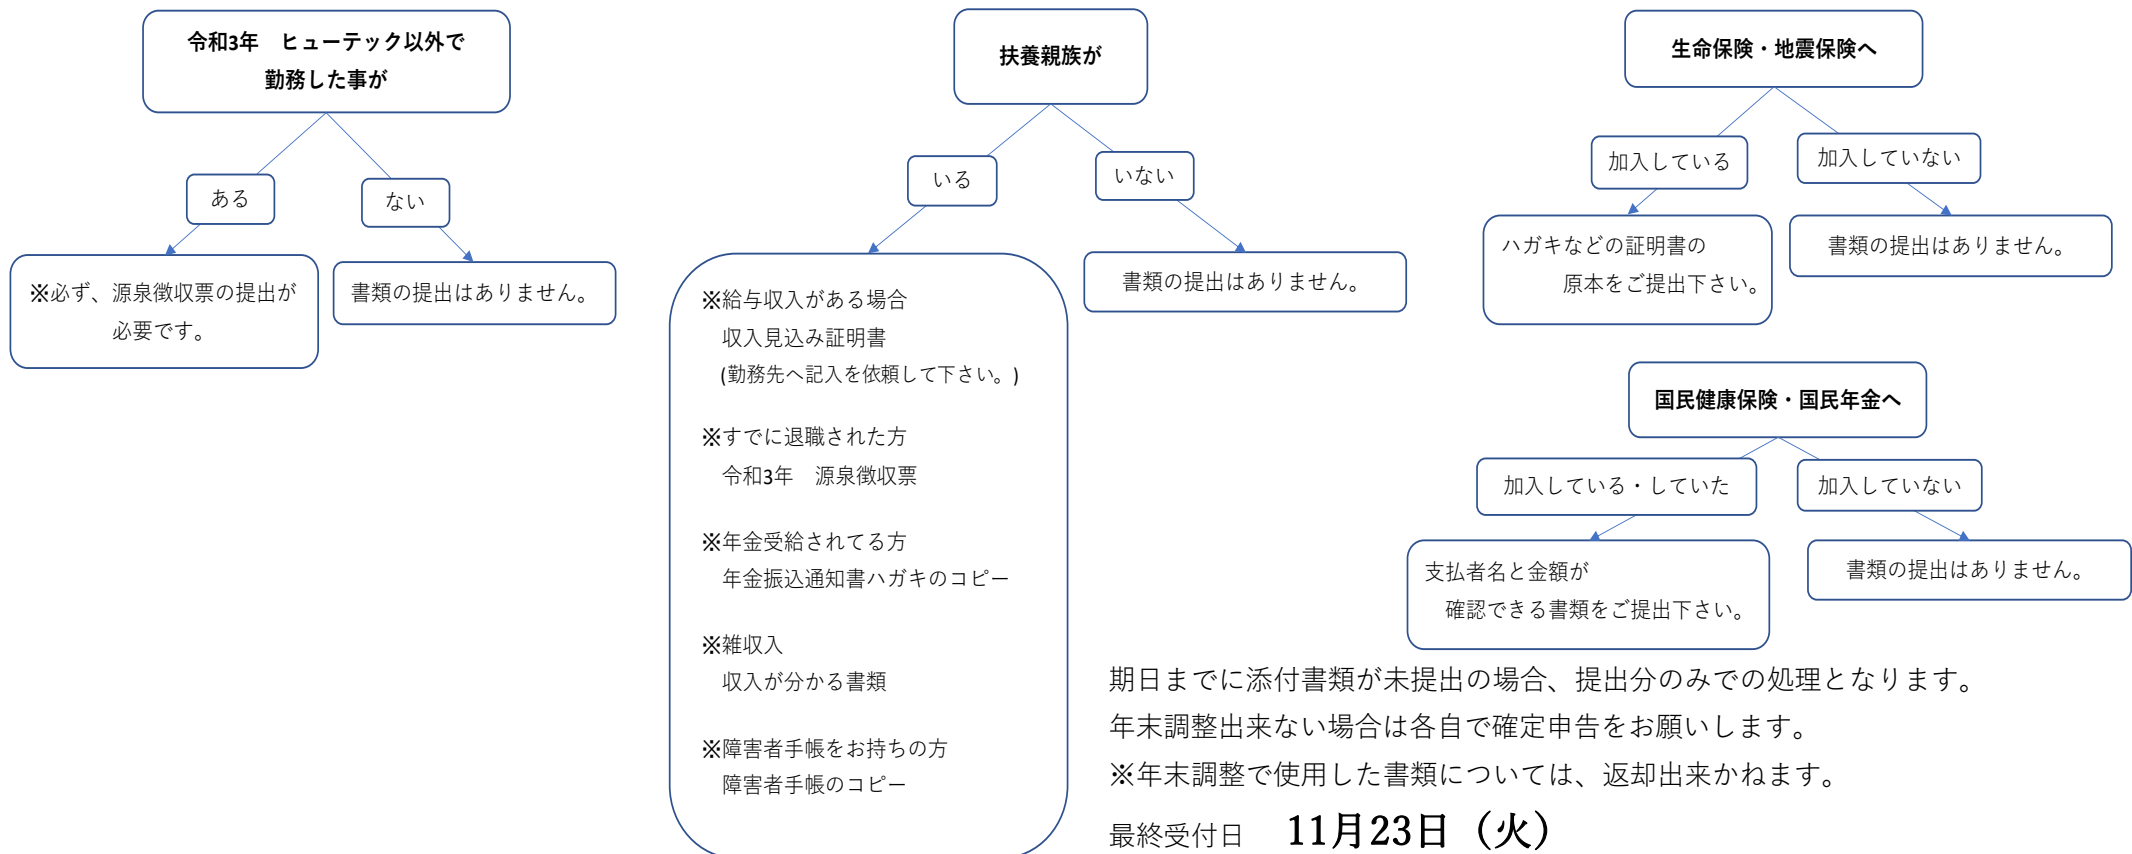 令和3年　ヒューテック以外で
勤務した事が
ある
ない
※必ず、源泉徴収票の提出が
必要です。
書類の提出はありません。
扶養親族が
いる
いない
※給与収入がある場合
収入見込み証明書
(勤務先へ記入を依頼して下さい。)
※すでに退職された方
令和3年　源泉徴収票
※年金受給されてる方
年金振込通知書ハガキのコピー
※雑収入
収入が分かる書類
※障害者手帳をお持ちの方
障害者手帳のコピー
書類の提出はありません。
生命保険・地震保険へ
加入している
加入していない
ハガキなどの証明書の
原本をご提出下さい。
書類の提出はありません。
国民健康保険・国民年金へ
加入している・していた
加入していない
支払者名と金額が
確認できる書類をご提出下さい。
書類の提出はありません。
期日までに添付書類が未提出の場合、提出分のみでの処理となります。
年末調整出来ない場合は各自で確定申告をお願いします。
※年末調整で使用した書類については、返却出来かねます。
最終受付日　11月23日（火）